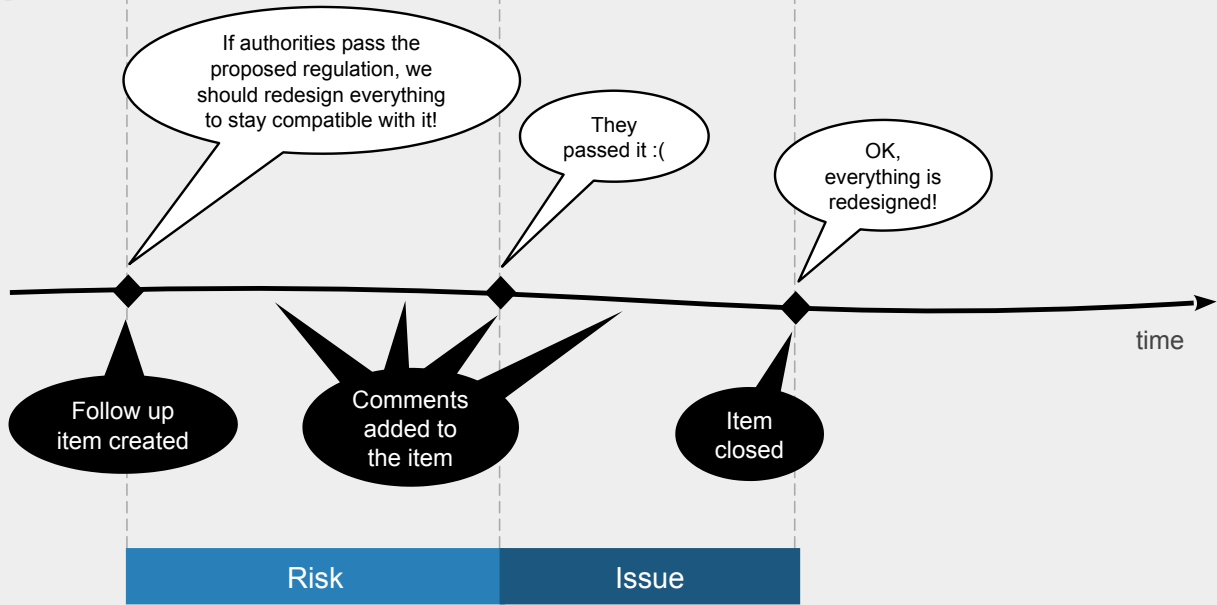 If authorities pass the
proposed regulation, we
should redesign everything
to stay compatible with it!
They
passed it :(
OK,
everything is
redesigned!
time
Follow up
item created
Comments
added to
the item
Item
closed
Risk
Issue